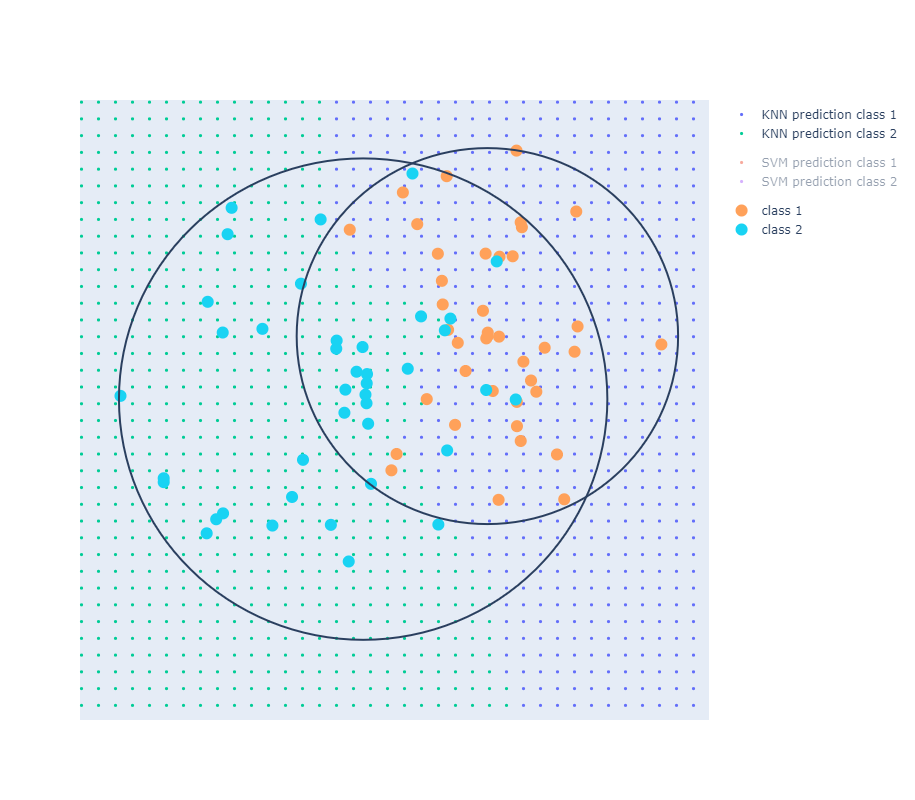 KNN prediction class 1
KNN prediction class 2
SVM prediction class 1
SVM prediction class 2
class 1
class 2